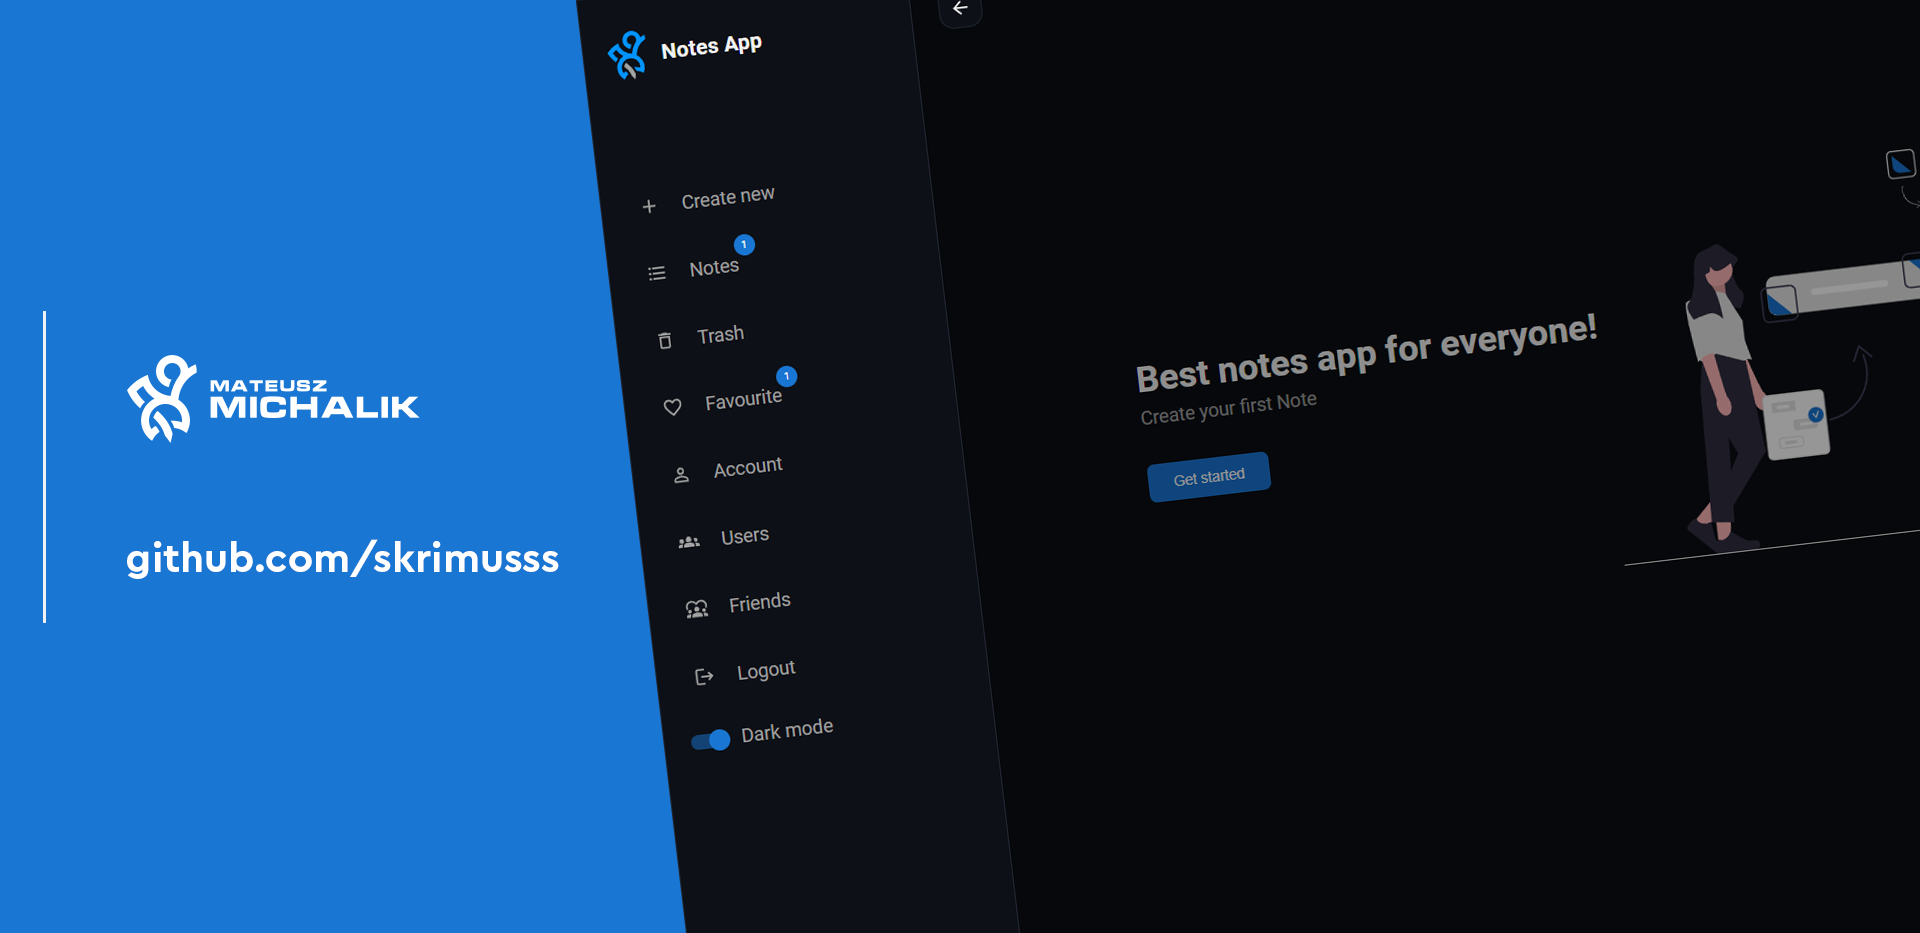 MATEUSZ
MICHALIK
github.com/skrimusss
Notes App
Create new
Notes
1
Trash
Favourite
1
Account
Users
Friends
Logout
Dark mode
Best notes app for everyone!
Create your first Note
Get started